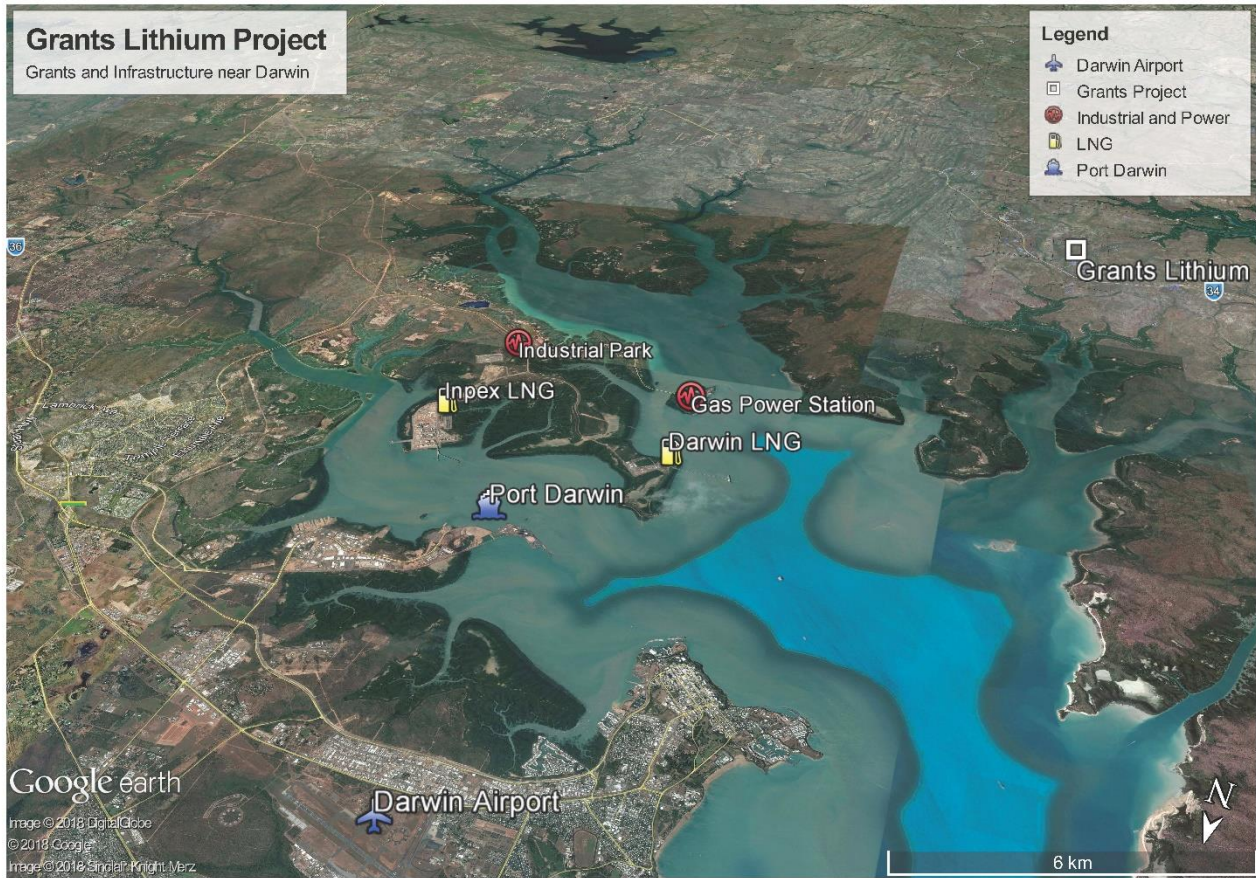 Grants Lithium Project
Grants and Infrastructure near Darwin
Legend
Darwin Airport
Grants Project
Industrial and Power
LNG
Port Darwin
36
Grants Lithium
34
Industrial Park
Inpex LNG
Gas Power Station
Darwin LNG
Port Darwin
Darwin Airport
Google earth
Image © 2018 DigitalGlobe
© 2018 Google
Image © 2018 Sinclair Knight Merz
N
6 km